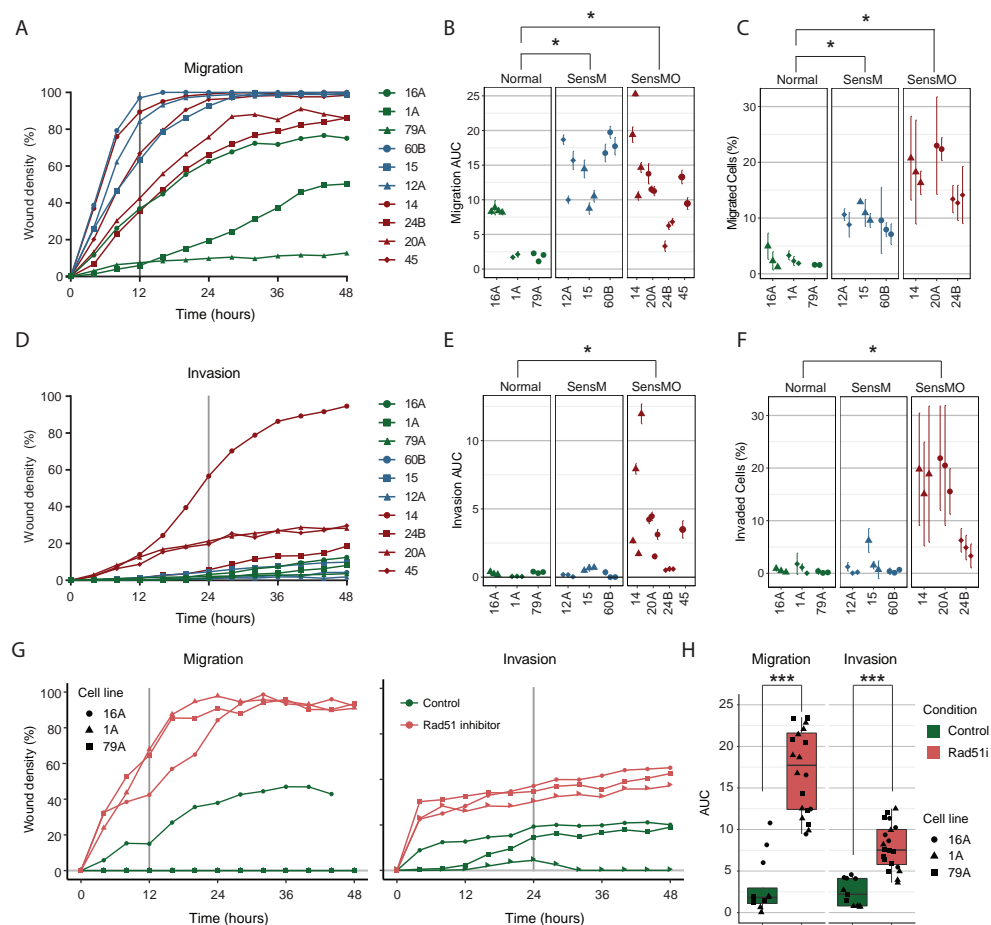 A
Migration
Wound density (%)
100
80
60
40
20
0
0 12 24 36 48
Time (hours)
16A
1A
79A
60B
15
12A
14
24B
20A
45
B
*
*
Normal SensM SensMO
Migration AUC
25
20
15
10
5
0
16A 1A 79A 12A 15 60B 14 20A 24B 45
C
*
*
Normal SensM SensMO
Migrated Cells (%)
30
20
10
0
16A 1A 79A 12A 15 60B 14 20A 24B
D
Invasion
Wound density (%)
100
80
60
40
20
0
0 12 24 36 48
Time (hours)
16A
1A
79A
60B
15
12A
14
24B
20A
45
E
*
Normal SensM SensMO
Invasion AUC
10
5
0
16A 1A 79A 12A 15 60B 14 20A 24B 45
F
*
Normal SensM SensMO
Invaded Cells (%)
30
20
10
0
16A 1A 79A 12A 15 60B 14 20A 24B
G
Migration
Wound density (%)
100
80
60
40
20
0
Cell line
16A
1A
79A
0 12 24 36 48
Time (hours)
Invasion
Control
Rad51 inhibitor
0 12 24 36 48
Time (hours)
H
Migration Invasion
*** ***
AUC
25
20
15
10
5
0
Condition
Control
Rad51i
Cell line
16A
1A
79A